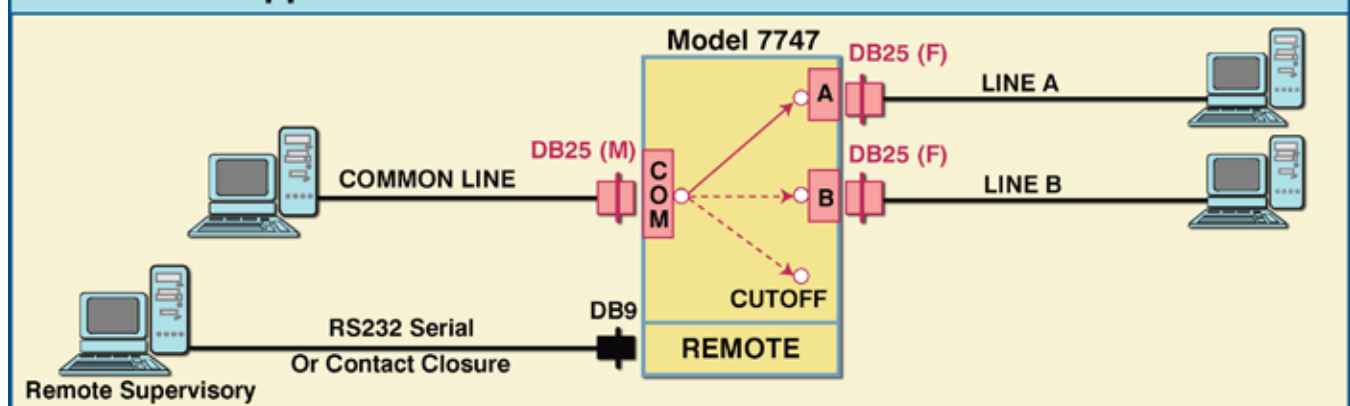 Model 7747
DB25 (F)
A
LINE A
DB25 (M)
COMMON LINE
COM
DB25 (F)
B
LINE B
CUTOFF
DB9
RS232 Serial
Or Contact Closure
REMOTE
Remote Supervisory